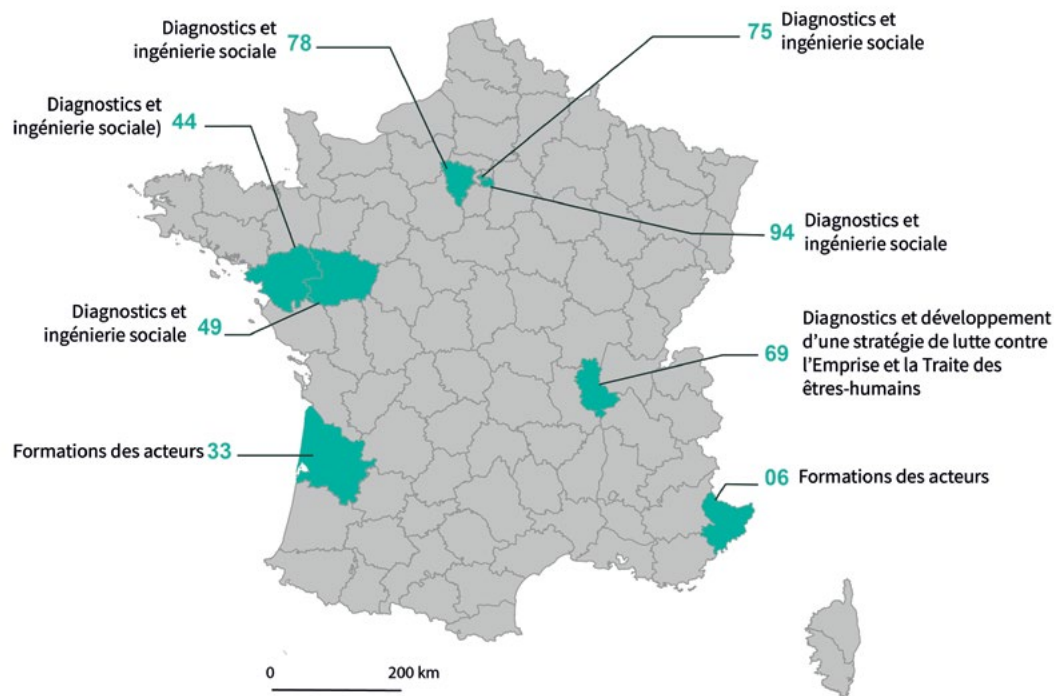 Diagnostics et
ingénierie sociale 78
75 Diagnostics et
ingénierie sociale
Diagnostics et
ingénierie sociale) 44
94 Diagnostics et
ingénierie sociale
Diagnostics et
ingénierie sociale 49
Diagnostics et développement
d'une stratégie de lutte contre
69 l'Emprise et la Traite des
êtres-humains
Formations des acteurs 33
06 Formations des acteurs
0 200 km